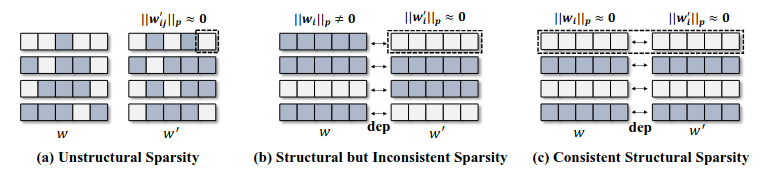 ||w'ij||p ≈ 0
||wi||p ≠ 0
||w'i||p ≈ 0
||wi||p ≈ 0
||w'i||p ≈ 0
w
w'
w
dep
w'
w
dep
w'
(a) Unstructural Sparsity
(b) Structural but Inconsistent Sparsity
(c) Consistent Structural Sparsity